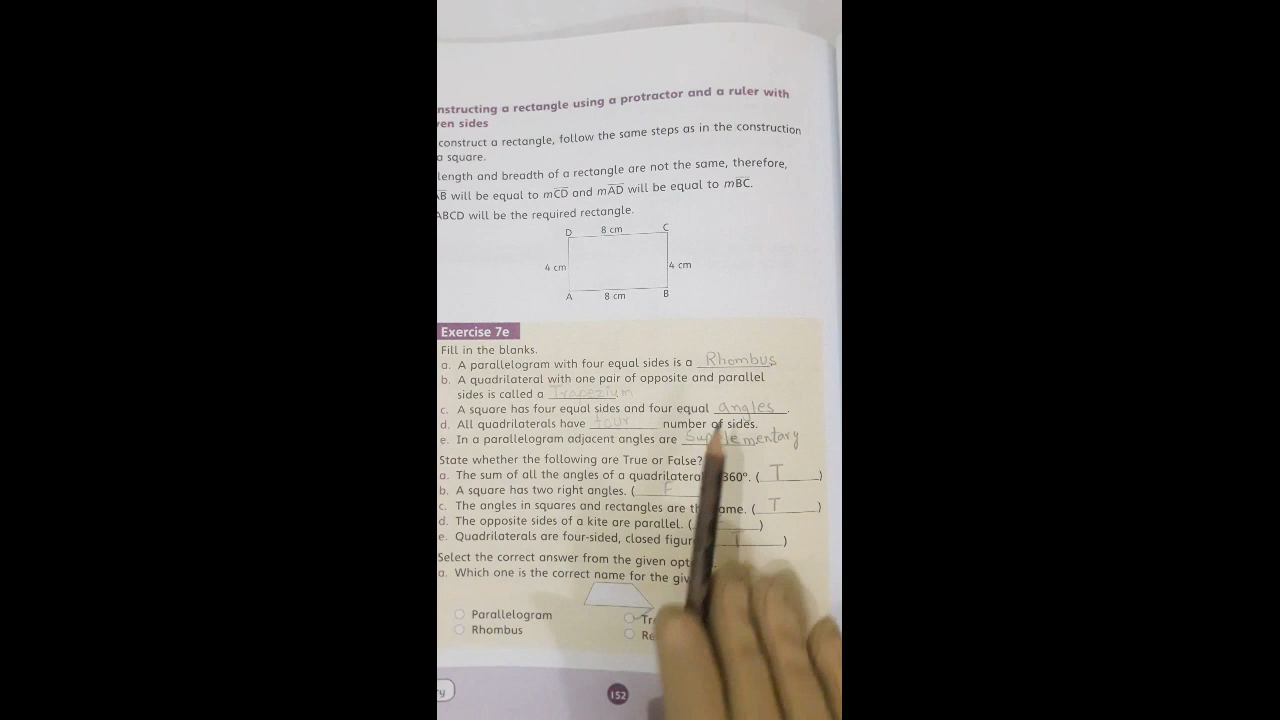 nstructing a rectangle using a protractor and a ruler with
en sides
construct a rectangle, follow the same steps as in the construction
a square.
length and breadth of a rectangle are not the same, therefore,
B will be equal to mCD and mAD will be equal to mBC.
ABCD will be the required rectangle.
D 8 cm C
4 cm 4 cm
A 8 cm B
Exercise 7e
Fill in the blanks.
a. A parallelogram with four equal sides is a Rhombus.
b. A quadrilateral with one pair of opposite and parallel
sides is called a Trapezium.
c. A square has four equal sides and four equal angles.
d. All quadrilaterals have four number of sides.
e. In a parallelogram adjacent angles are Supplementary
State whether the following are True or False?
a. The sum of all the angles of a quadrilateral 360°. ( T )
b. A square has two right angles. ( F
c. The angles in squares and rectangles are the same. ( T )
d. The opposite sides of a kite are parallel. ( )
e. Quadrilaterals are four-sided, closed figur T )
Select the correct answer from the given opt
a. Which one is the correct name for the giv
Parallelogram Tr
Rhombus Re
y 152